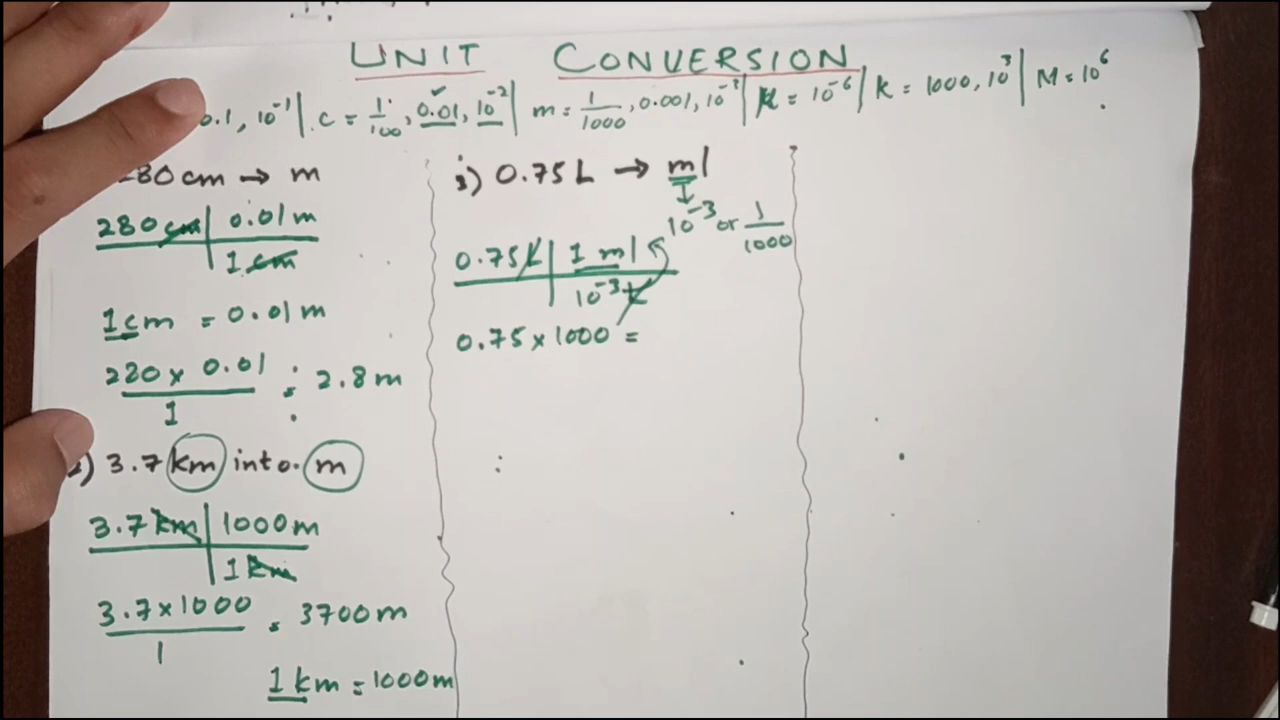 UNIT CONVERSION
0.1, 10⁻¹ | c = 1/100, 0.01, 10⁻² | m = 1/1000, 0.001, 10⁻³ | = 10⁻⁶ | k = 1000, 10³ | M = 10⁶
280 cm → m
280 cm | 0.01 m
1 cm
1 cm = 0.01 m
280 × 0.01
1
= 2.8 m
) 3.7 km into m
3.7 km | 1000 m
1 km
3.7 × 1000
1
= 3700 m
1 km = 1000 m
3) 0.75 L → ml
10⁻³ or 1/1000
0.75 L | 1 ml
10⁻³ L
0.75 × 1000 =